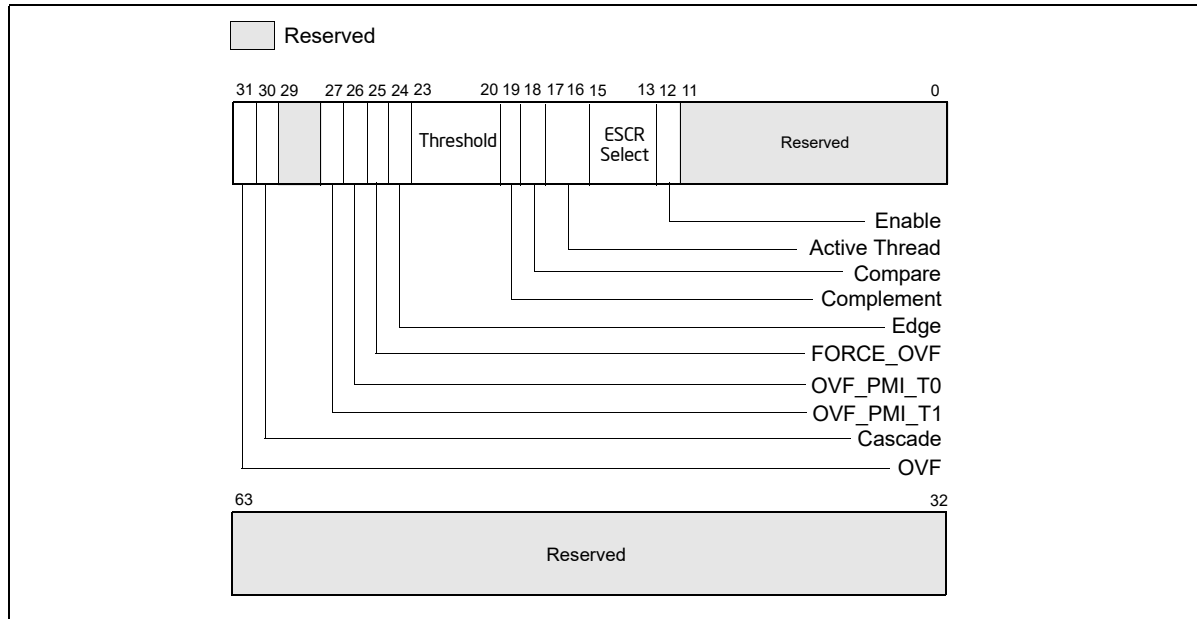 Reserved
31 30 29 27 26 25 24 23 20 19 18 17 16 15 13 12 11 0
Threshold
ESCR
Select
Reserved
Enable
Active Thread
Compare
Complement
Edge
FORCE_OVF
OVF_PMI_T0
OVF_PMI_T1
Cascade
OVF
63 32
Reserved